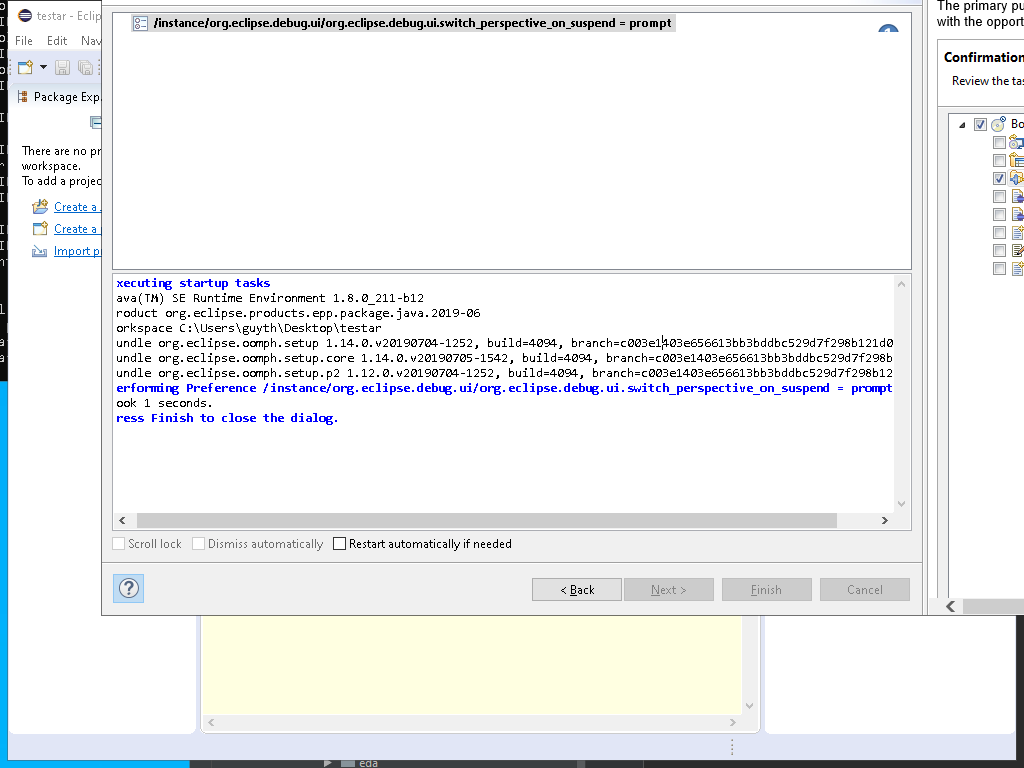 testar - Eclip
File Edit Nav
Package Exp
There are no pr
workspace.
To add a projec
Create a
Create a
Import p
/instance/org.eclipse.debug.ui/org.eclipse.debug.ui.switch_perspective_on_suspend = prompt
xecuting startup tasks
ava(TM) SE Runtime Environment 1.8.0_211-b12
roduct org.eclipse.products.epp.package.java.2019-06
orkspace C:\Users\guyth\Desktop\testar
undle org.eclipse.oomph.setup 1.14.0.v20190704-1252, build=4094, branch=c003e1403e656613bb3bddbc529d7f298b121d0
undle org.eclipse.oomph.setup.core 1.14.0.v20190705-1542, build=4094, branch=c003e1403e656613bb3bddbc529d7f298b
undle org.eclipse.oomph.setup.p2 1.12.0.v20190704-1252, build=4094, branch=c003e1403e656613bb3bddbc529d7f298b12
erforming Preference /instance/org.eclipse.debug.ui/org.eclipse.debug.ui.switch_perspective_on_suspend = prompt
ook 1 seconds.
ress Finish to close the dialog.
Scroll lock Dismiss automatically Restart automatically if needed
? < Back Next > Finish Cancel
The primary pu
with the opport
Confirmation
Review the tas
Bo
eda